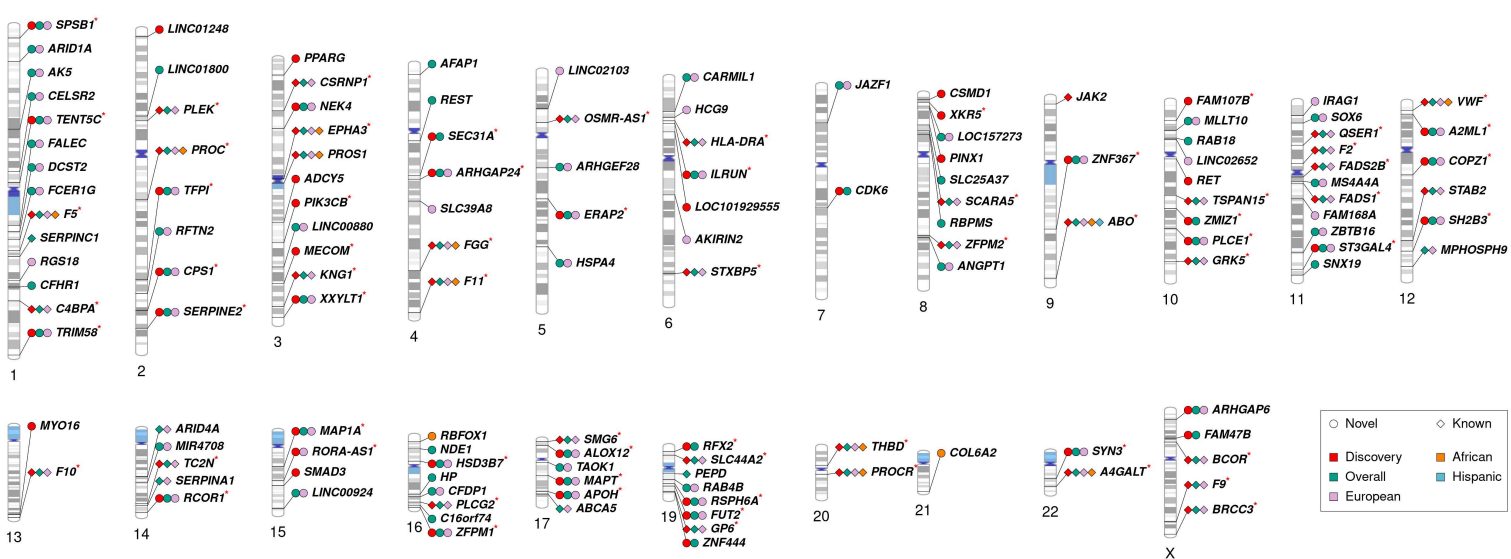 SPSB1*
ARID1A
AK5
CELSR2
TENT5C*
FALEC
DCST2
FCER1G
F5*
SERPINC1
RGS18
CFHR1
C4BPA*
TRIM58*
1
LINC01248
LINC01800
PLEK*
PROC*
TFPI*
RFTN2
CPS1*
SERPINE2*
2
PPARG
CSRNP1*
NEK4
EPHA3*
PROS1
ADCY5
PIK3CB*
LINC00880
MECOM*
KNG1*
XXYLT1*
3
AFAP1
REST
SEC31A*
ARHGAP24*
SLC39A8
FGG*
F11*
4
LINC02103
OSMR-AS1*
ARHGEF28
ERAP2*
HSPA4
5
CARMIL1
HCG9
HLA-DRA*
ILRUN*
LOC101929555
AKIRIN2
STXBP5*
6
JAZF1
CDK6
7
CSMD1
XKR5*
LOC157273
PINX1
SLC25A37
SCARA5*
RBPMS
ZFPM2*
ANGPT1
8
JAK2
ZNF367*
ABO*
9
FAM107B*
MLLT10
RAB18
LINC02652
RET
TSPAN15*
ZMIZ1*
PLCE1*
GRK5*
10
IRAG1
SOX6
QSER1*
F2*
FADS2B*
MS4A4A
FADS1*
FAM168A
ZBTB16
ST3GAL4*
SNX19
11
VWF*
A2ML1*
COPZ1*
STAB2
SH2B3*
MPHOSPH9
12
MYO16
F10*
13
ARID4A
MIR4708
TC2N*
SERPINA1
RCOR1*
14
MAP1A*
RORA-AS1*
SMAD3
LINC00924
15
RBFOX1
NDE1
HSD3B7*
HP
CFDP1
PLCG2*
C16orf74
ZFPM1*
16
SMG6*
ALOX12*
TAOK1
MAPT*
APOH*
ABCA5
17
RFX2*
SLC44A2*
PEPD
RAB4B
RSPH6A*
FUT2*
GP6*
ZNF444
19
THBD*
PROCR*
20
COL6A2
21
SYN3*
A4GALT*
22
ARHGAP6
FAM47B
BCOR*
F9*
BRCC3*
X
Novel
Known
Discovery
African
Overall
Hispanic
European